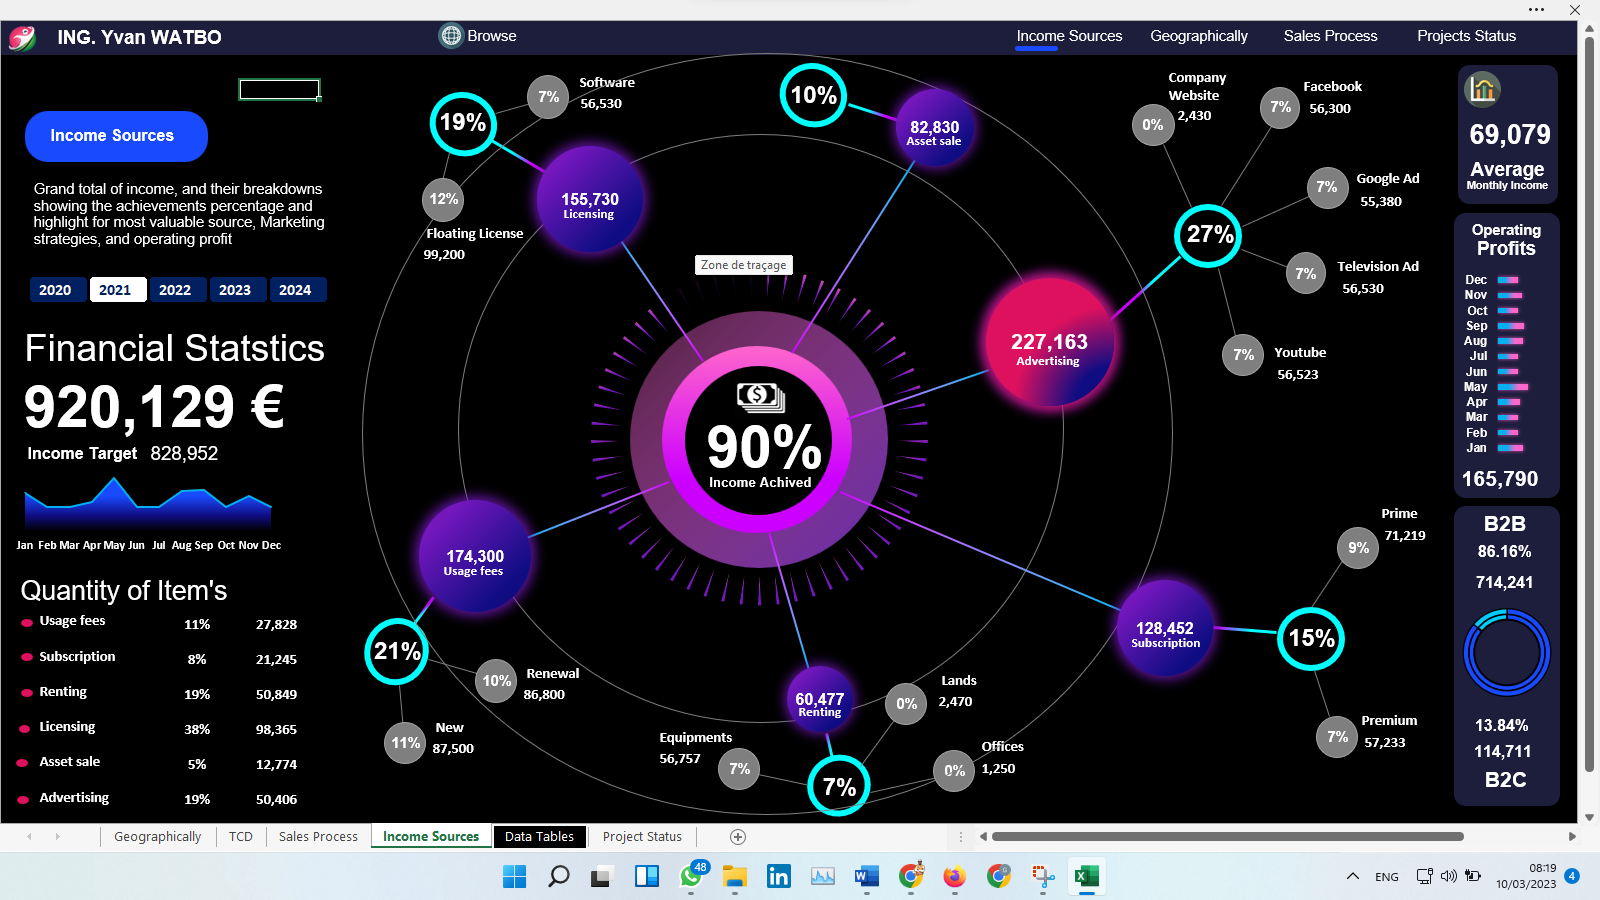 ING. Yvan WATBO
Browse
Income Sources
Geographically
Sales Process
Projects Status
Income Sources
Grand total of income, and their breakdowns
showing the achievements percentage and
highlight for most valuable source, Marketing
strategies, and operating profit
2020
2021
2022
2023
2024
Financial Statstics
920,129 €
Income Target 828,952
Jan Feb Mar Apr May Jun Jul Aug Sep Oct Nov Dec
Quantity of Item's
Usage fees 11% 27,828
Subscription 8% 21,245
Renting 19% 50,849
Licensing 38% 98,365
Asset sale 5% 12,774
Advertising 19% 50,406
19%
7%
Software
56,530
12%
Floating License
99,200
155,730
Licensing
10%
82,830
Asset sale
Zone de traçage
227,163
Advertising
27%
Company
Website
2,430
0%
Facebook
56,300
7%
Google Ad
55,380
7%
Television Ad
56,530
7%
Youtube
56,523
7%
90%
Income Achived
174,300
Usage fees
21%
10%
Renewal
86,800
11%
New
87,500
60,477
Renting
7%
Equipments
56,757
7%
Lands
2,470
0%
Offices
1,250
0%
128,452
Subscription
15%
Prime
71,219
9%
Premium
57,233
7%
69,079
Average
Monthly Income
Operating
Profits
Dec
Nov
Oct
Sep
Aug
Jul
Jun
May
Apr
Mar
Feb
Jan
165,790
B2B
86.16%
714,241
13.84%
114,711
B2C
Geographically
TCD
Sales Process
Income Sources
Data Tables
Project Status
48
ENG
08:19
10/03/2023
4